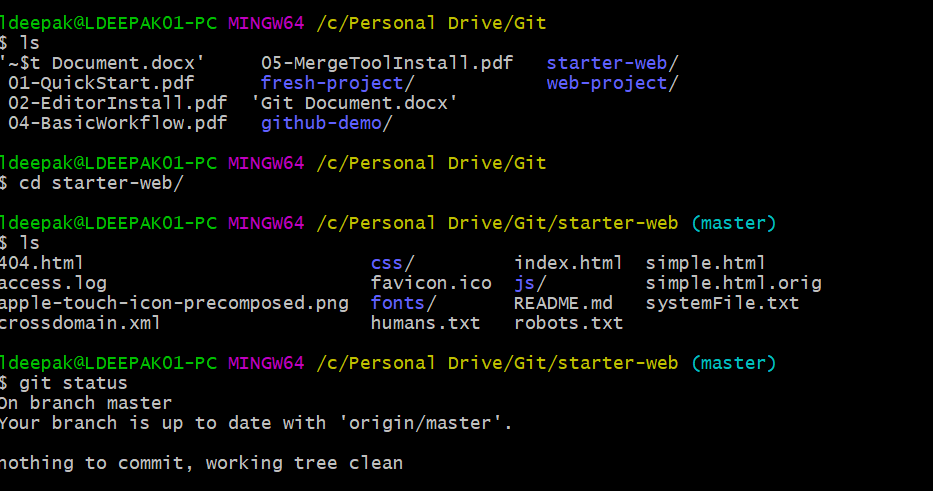 ldeepak@LDEEPAK01-PC MINGW64 /c/Personal Drive/Git
$ ls
'~$t Document.docx'     05-MergeToolInstall.pdf   starter-web/
01-QuickStart.pdf      fresh-project/            web-project/
02-EditorInstall.pdf  'Git Document.docx'
04-BasicWorkflow.pdf   github-demo/
ldeepak@LDEEPAK01-PC MINGW64 /c/Personal Drive/Git
$ cd starter-web/
ldeepak@LDEEPAK01-PC MINGW64 /c/Personal Drive/Git/starter-web (master)
$ ls
404.html                          css/         index.html  simple.html
access.log                        favicon.ico  js/         simple.html.orig
apple-touch-icon-precomposed.png  fonts/       README.md   systemFile.txt
crossdomain.xml                   humans.txt   robots.txt
ldeepak@LDEEPAK01-PC MINGW64 /c/Personal Drive/Git/starter-web (master)
$ git status
On branch master
Your branch is up to date with 'origin/master'.
nothing to commit, working tree clean